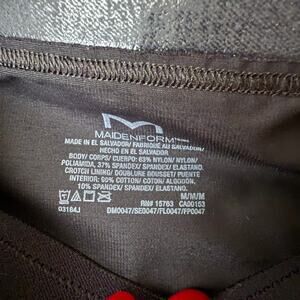 MAIDENFORM
MADE IN EL SALVADOR/ FABRIQUÉ AU SALVADOR/
HECHO EN EL SALVADOR
BODY/ CORPS/ CUERPO: 63% NYLON/ NYLON/
POLIAMIDA, 37% SPANDEX/ SPANDEX/ ELASTANO.
CROTCH LINING/ DOUBLURE DOUSSET/ PUENTE
INTERIOR: 90% COTTON/ COTON/ ALGODÓN,
10% SPANDEX/ SPANDEX/ ELASTANO.
M/M/M
RN# 15763 CA00153
03184J DM0047/SE0047/FL0047/FP0047